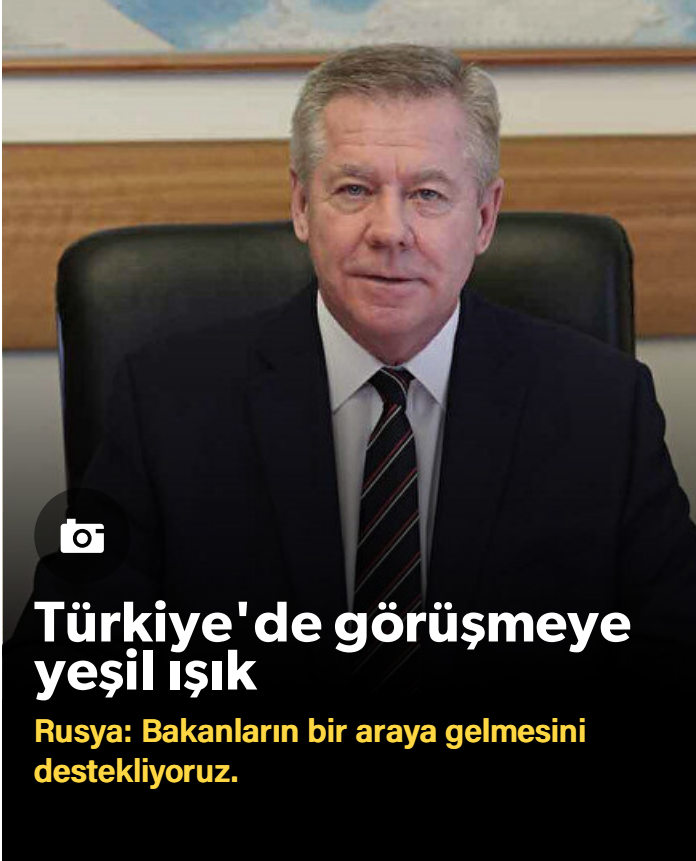 Türkiye'de görüşmeye
yeşil ışık
Rusya: Bakanların bir araya gelmesini
destekliyoruz.